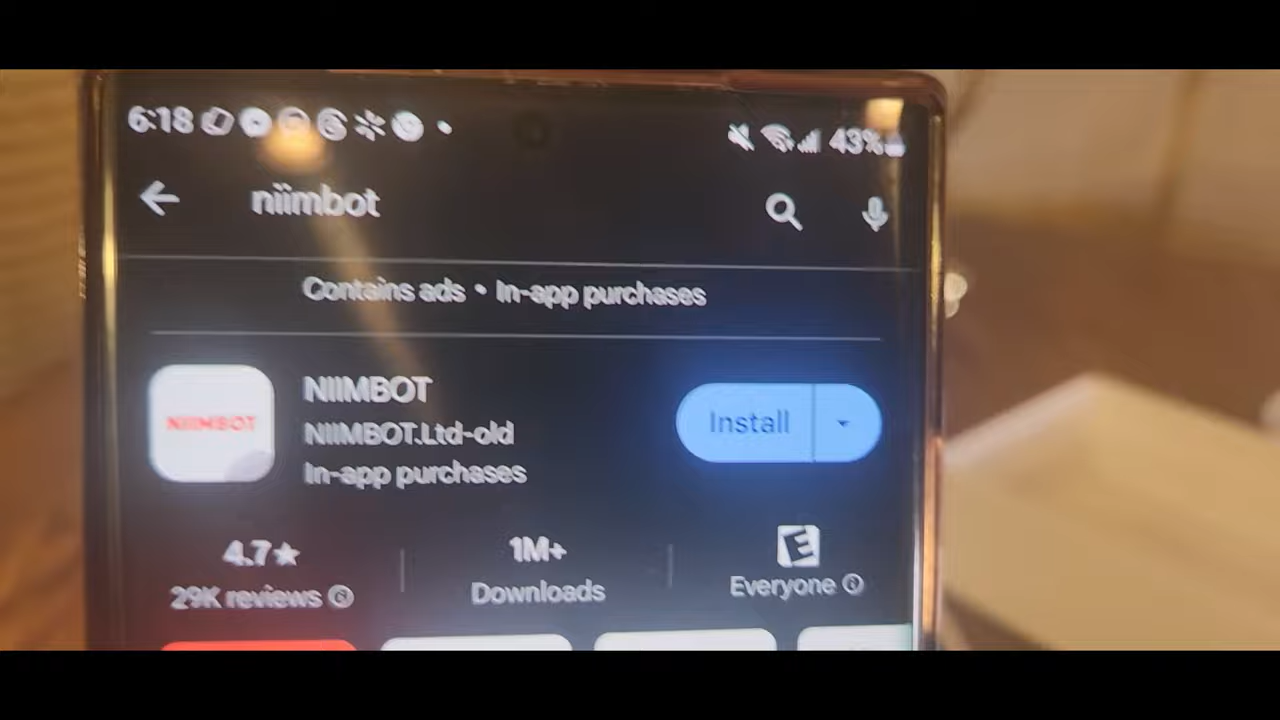 6:18 43%
niimbot
Contains ads • In-app purchases
NIIMBOT
NIIMBOT
NIIMBOT.Ltd-old
In-app purchases
Install
4.7★
29K reviews
1M+
Downloads
E
Everyone